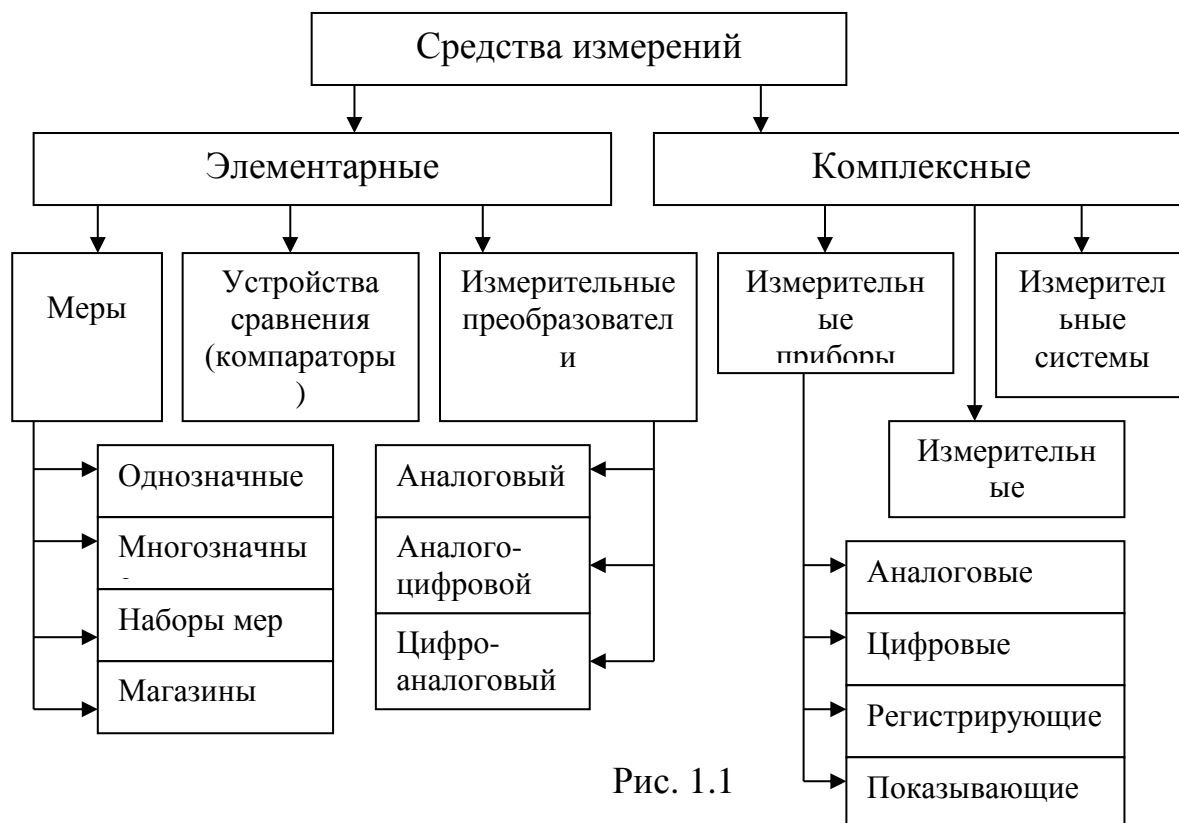 Средства измерений
Элементарные
Комплексные
Меры
Устройства
сравнения
(компараторы
)
Измерительные
преобразовател
и
Измерительн
ые
приборы
Измерител
ьные
системы
Измерительн
ые
Однозначные
Многозначны
Наборы мер
Магазины
Аналоговый
Аналого-
цифровой
Цифро-
аналоговый
Аналоговые
Цифровые
Регистрирующие
Показывающие
Рис. 1.1